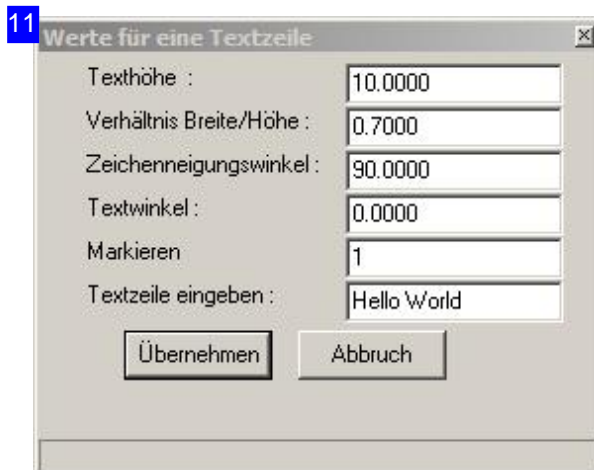 11
Werte für eine Textzeile
Texthöhe : 10.0000
Verhältnis Breite/Höhe : 0.7000
Zeichenneigungswinkel : 90.0000
Textwinkel : 0.0000
Markieren 1
Textzeile eingeben : Hello World
Übernehmen Abbruch